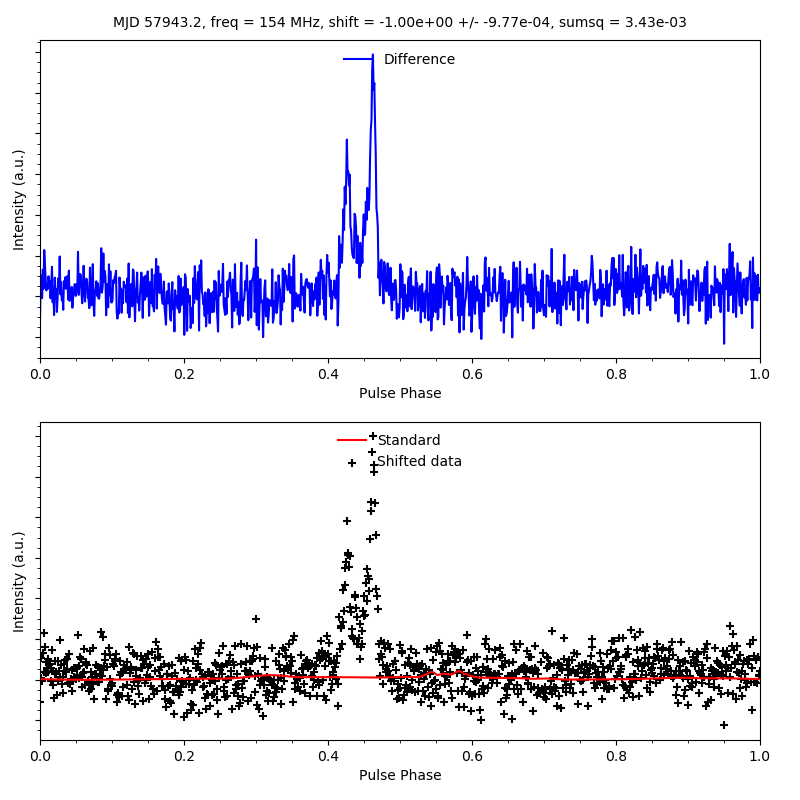 MJD 57943.2, freq = 154 MHz, shift = -1.00e+00 +/- -9.77e-04, sumsq = 3.43e-03
Difference
Intensity (a.u.)
0.0 0.2 0.4 0.6 0.8 1.0
Pulse Phase
Standard
Shifted data
Intensity (a.u.)
0.0 0.2 0.4 0.6 0.8 1.0
Pulse Phase